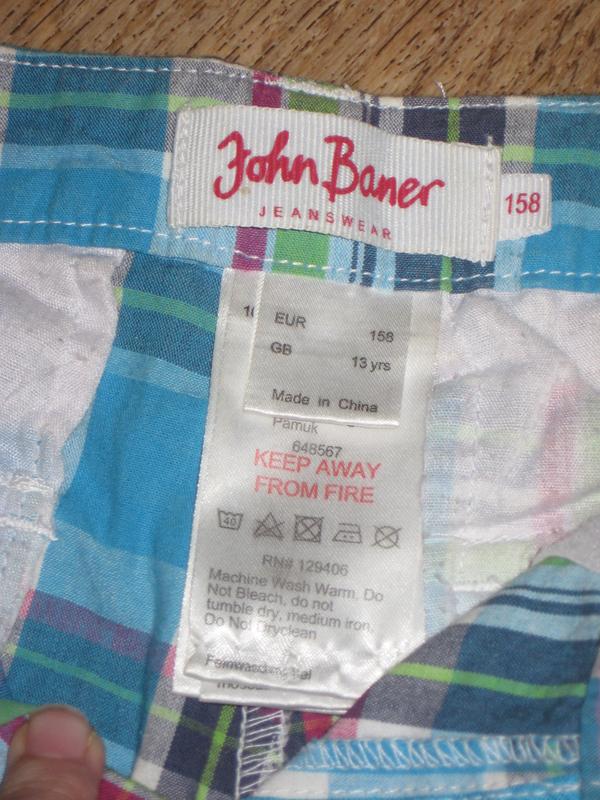 John Baner
JEANSWEAR
158
EUR 158
GB 13 yrs
Made in China
Pamuk
648567
KEEP AWAY
FROM FIRE
40
RN# 129406
Machine Wash Warm, Do
Not Bleach, do not
tumble dry, medium iron,
Do Not Dryclean